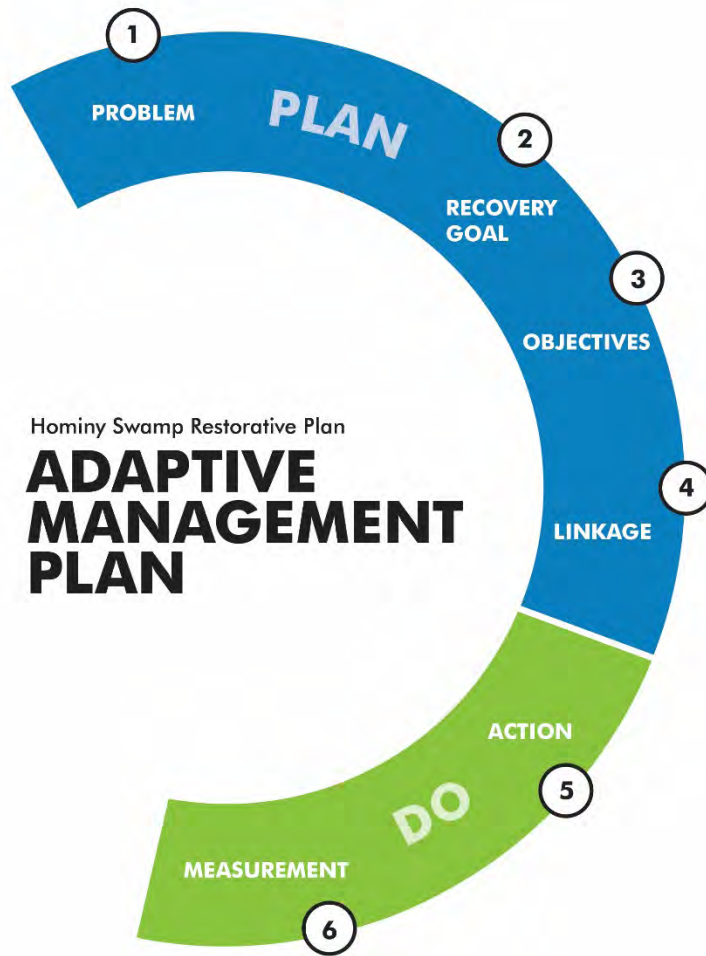 1
PROBLEM
PLAN
2
RECOVERY
GOAL
3
OBJECTIVES
Hominy Swamp Restorative Plan
ADAPTIVE
MANAGEMENT
PLAN
4
LINKAGE
ACTION
5
DO
MEASUREMENT
6